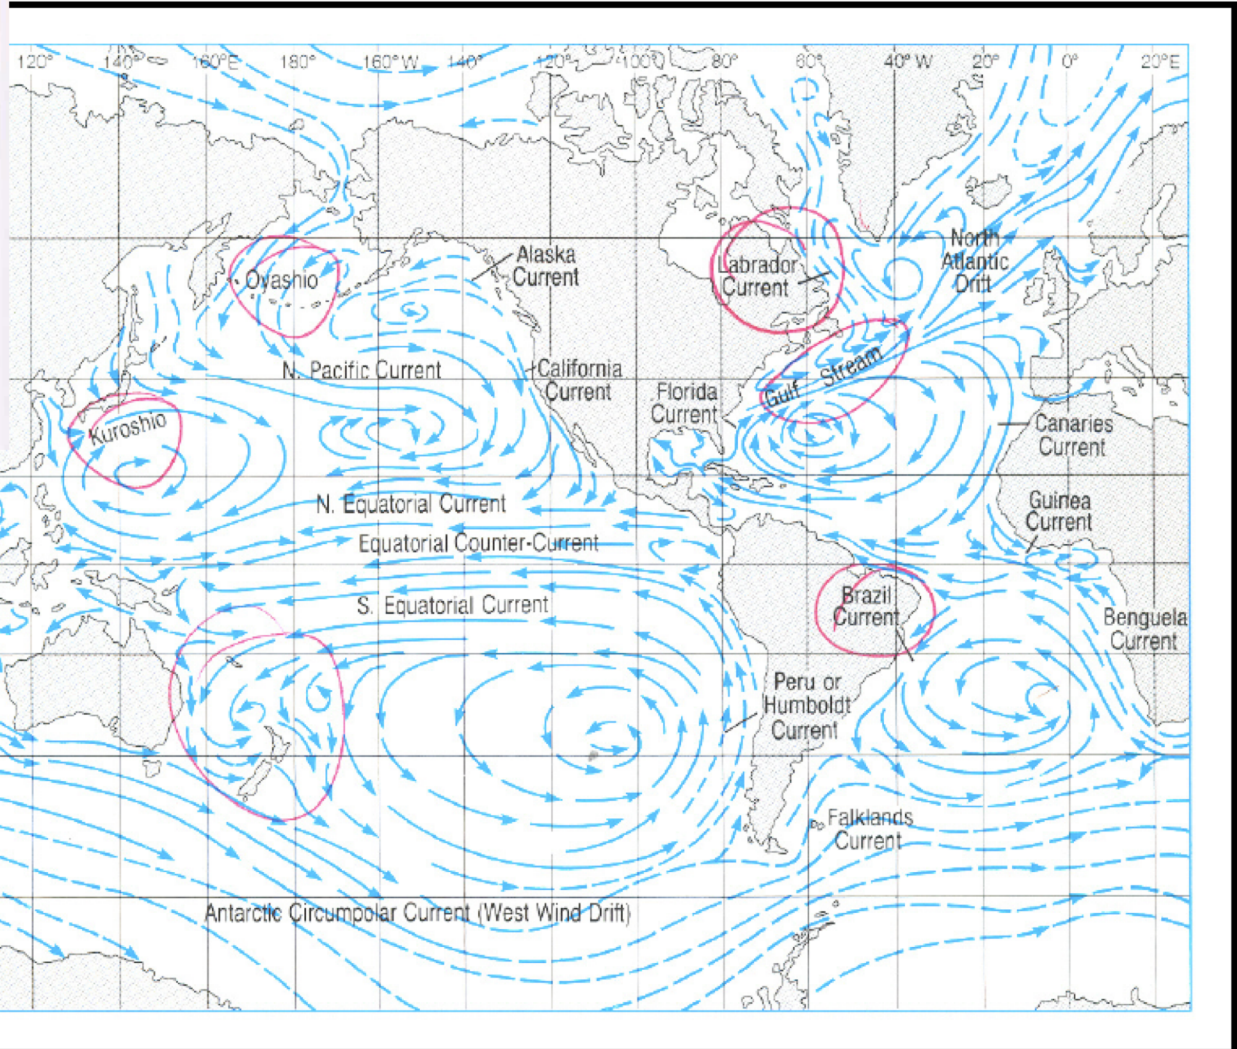 120° 140° 160°E 180° 160°W 140° 120° 100° 80° 60° 40°W 20° 0° 20°E
Alaska
Current
Oyashio
Labrador
Current
North
Atlantic
Drift
N. Pacific Current
California
Current
Florida
Current
Gulf Stream
Kuroshio
Canaries
Current
N. Equatorial Current
Guinea
Current
Equatorial Counter-Current
S. Equatorial Current
Brazil
Current
Benguela
Current
Peru or
Humboldt
Current
Falklands
Current
Antarctic Circumpolar Current (West Wind Drift)